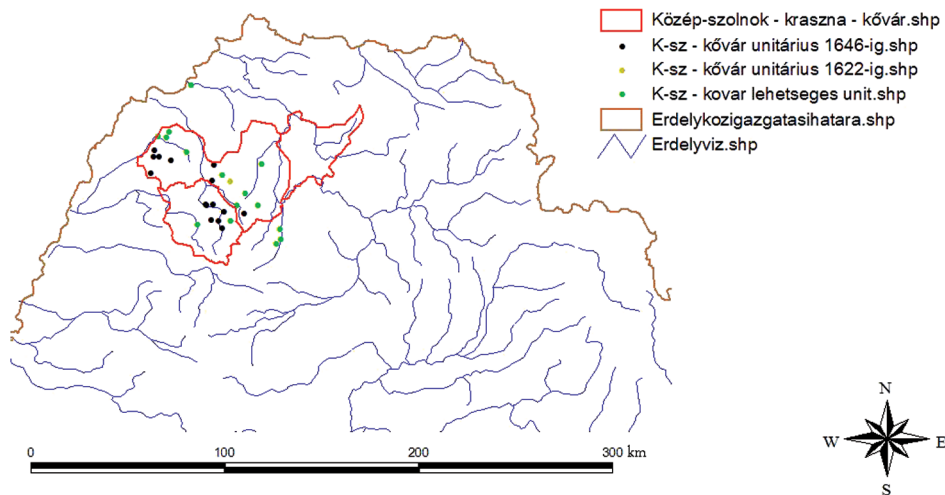 Közép-szolnok - kraszna - kővár.shp
K-sz - kővár unitárius 1646-ig.shp
K-sz - kővár unitárius 1622-ig.shp
K-sz - kovar lehetseges unit.shp
Erdelykozigazgatasihatara.shp
Erdelyviz.shp
0 100 200 300 km
N
W E
S